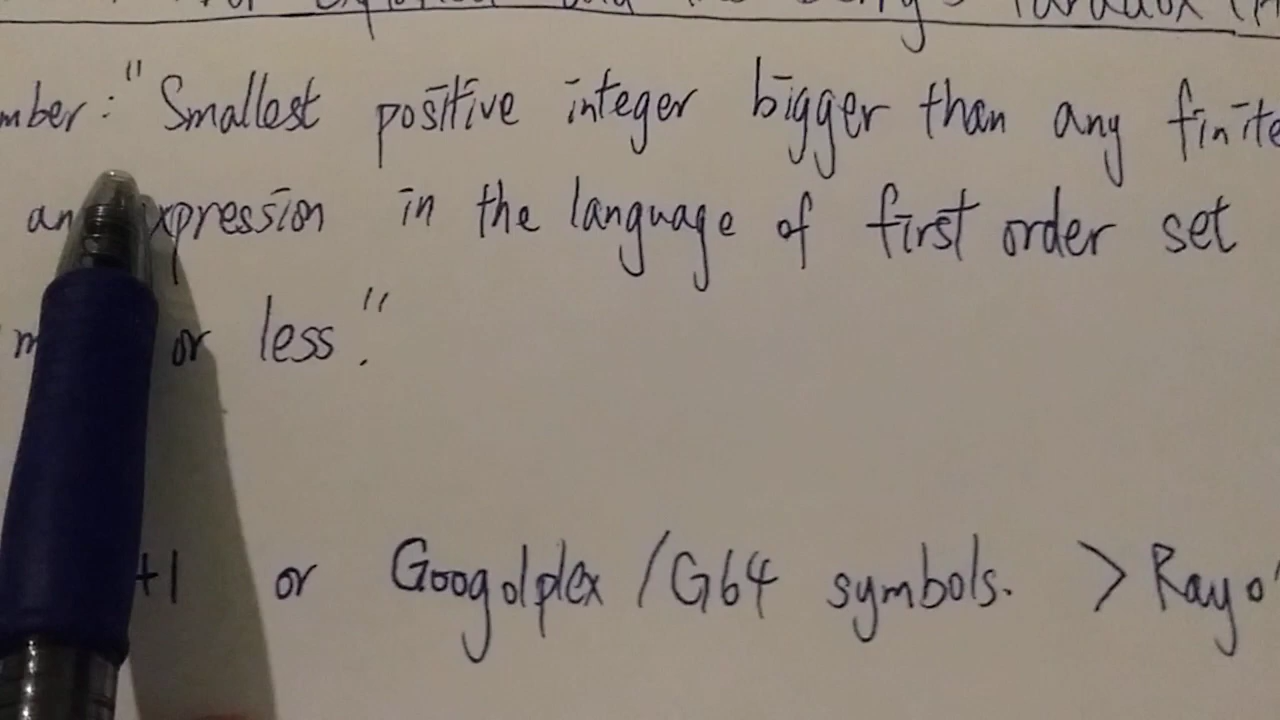 mber: "Smallest positive integer bigger than any finite
an expression in the language of first order set
m or less."
+1 or Googolplex /G64 symbols. > Rayo'